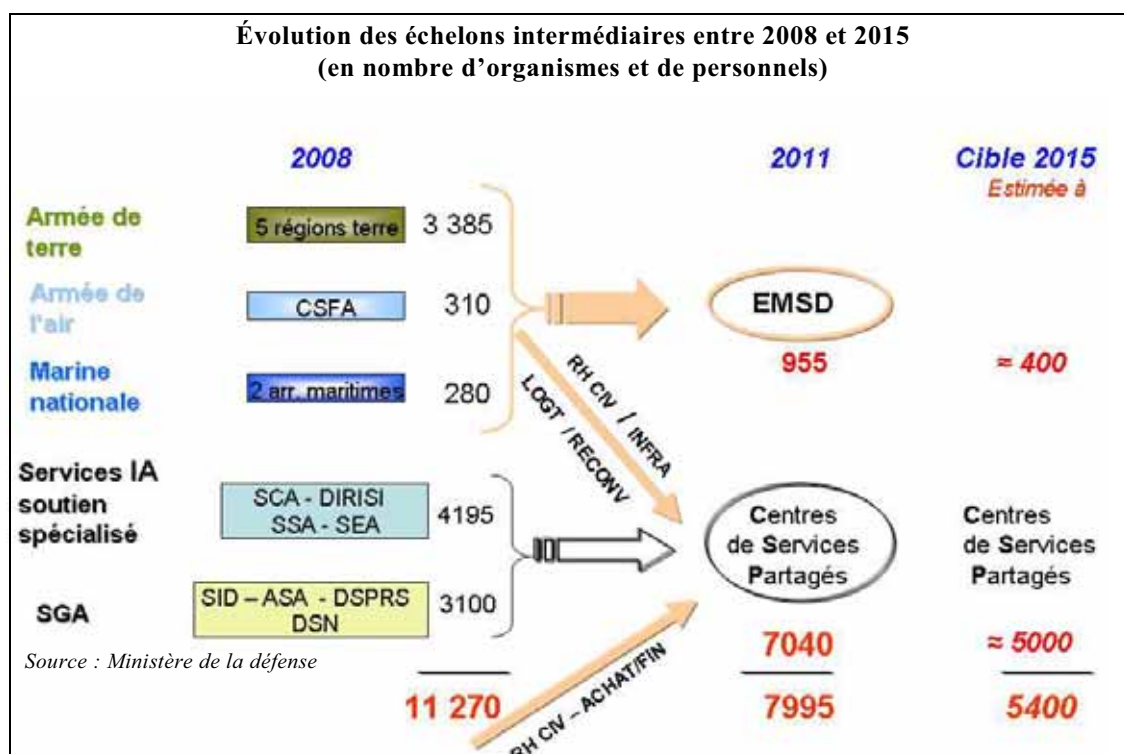 Évolution des échelons intermédiaires entre 2008 et 2015
(en nombre d’organismes et de personnels)
2008
2011
Cible 2015
Estimée à
Armée de
terre
5 régions terre
3 385
Armée de
l'air
CSFA
310
EMSD
955
≈ 400
Marine
nationale
2 arr. maritimes
280
RH CIV / INFRA
LOGT / RECONV
Services IA
soutien
spécialisé
SCA - DIRISI
SSA - SEA
4195
Centres
de Services
Partagés
Centres
de Services
Partagés
SGA
SID – ASA - DSPRS
DSN
3100
7040
≈ 5000
Source : Ministère de la défense
RH CIV – ACHAT/FIN
11 270
7995
5400